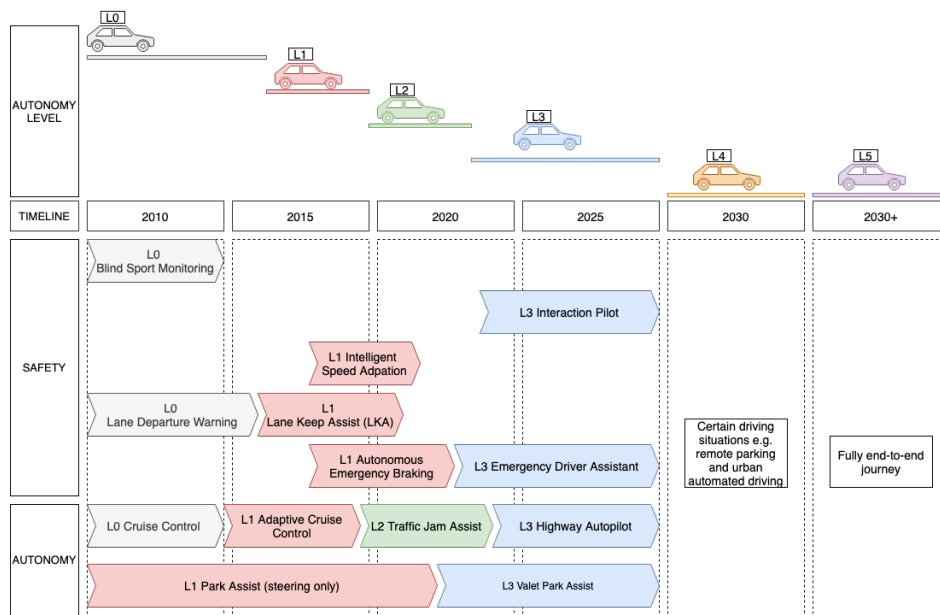 L0
L1
L2
L3
L4
L5
AUTONOMY
LEVEL
TIMELINE
2010
2015
2020
2025
2030
2030+
SAFETY
L0
Blind Sport Monitoring
L3 Interaction Pilot
L1 Intelligent
Speed Adpation
L0
Lane Departure Warning
L1
Lane Keep Assist (LKA)
L1 Autonomous
Emergency Braking
L3 Emergency Driver Assistant
Certain driving
situations e.g.
remote parking
and urban
automated driving
Fully end-to-end
journey
AUTONOMY
L0 Cruise Control
L1 Adaptive Cruise
Control
L2 Traffic Jam Assist
L3 Highway Autopilot
L1 Park Assist (steering only)
L3 Valet Park Assist